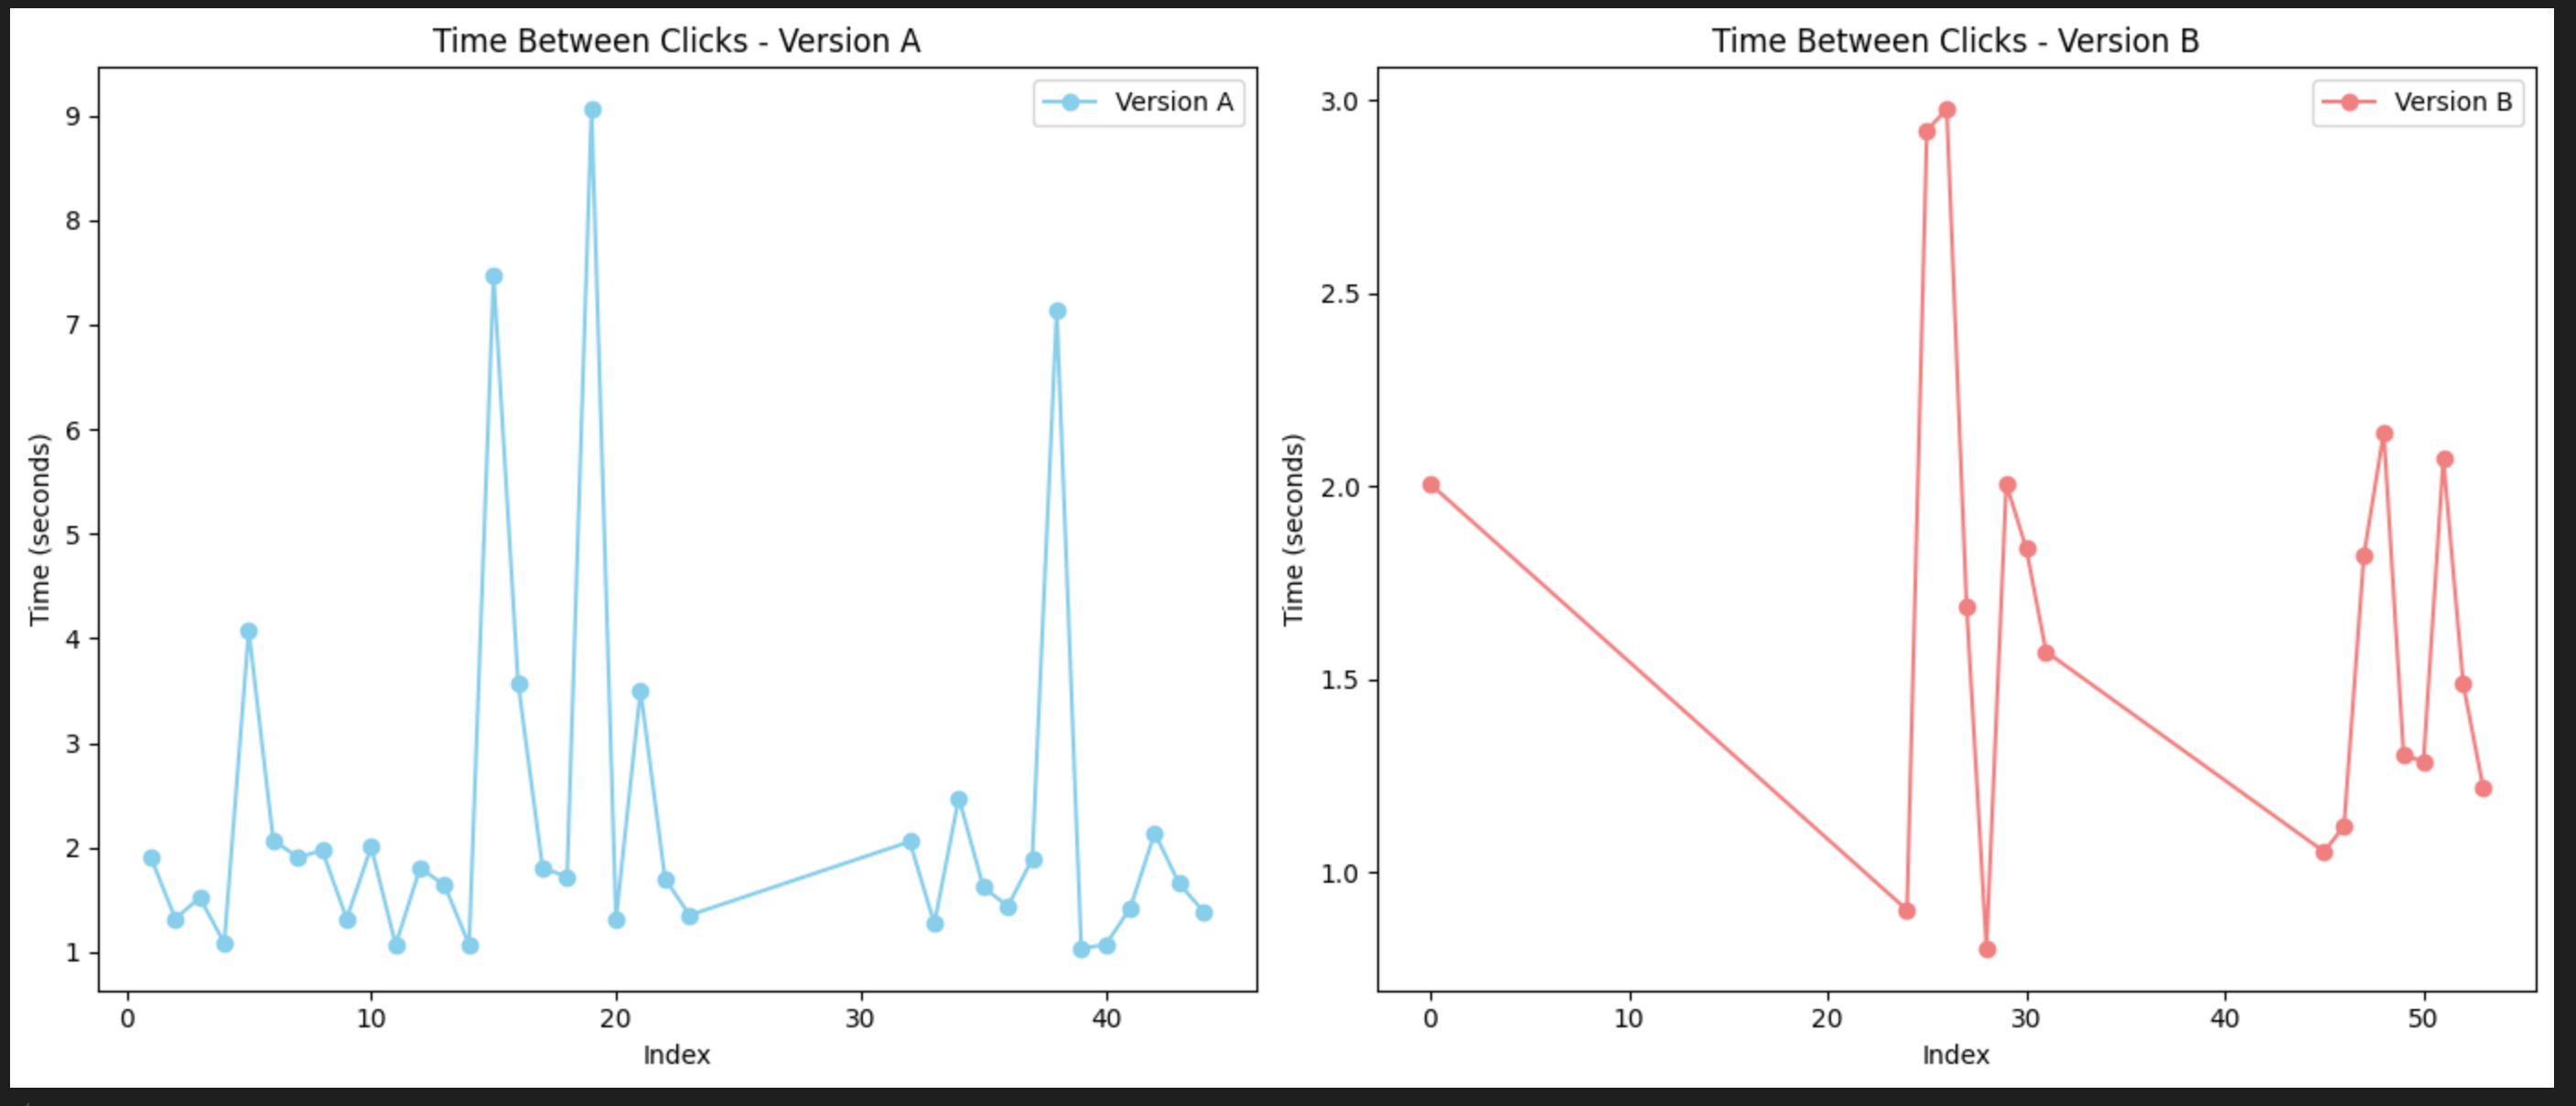 Time Between Clicks - Version A
Version A
9
8
7
6
5
4
3
2
1
Time (seconds)
0 10 20 30 40
Index
Time Between Clicks - Version B
Version B
3.0
2.5
2.0
1.5
1.0
Time (seconds)
0 10 20 30 40 50
Index